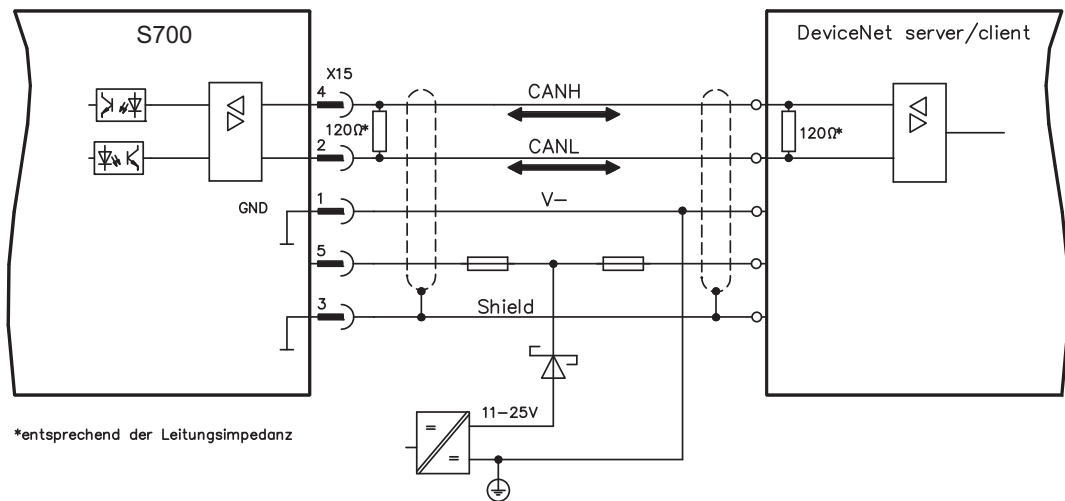 S700
DeviceNet server/client
X15
4
CANH
120Ω*
120Ω*
2
CANL
1
V–
GND
5
3
Shield
11–25V
=
=
*entsprechend der Leitungsimpedanz